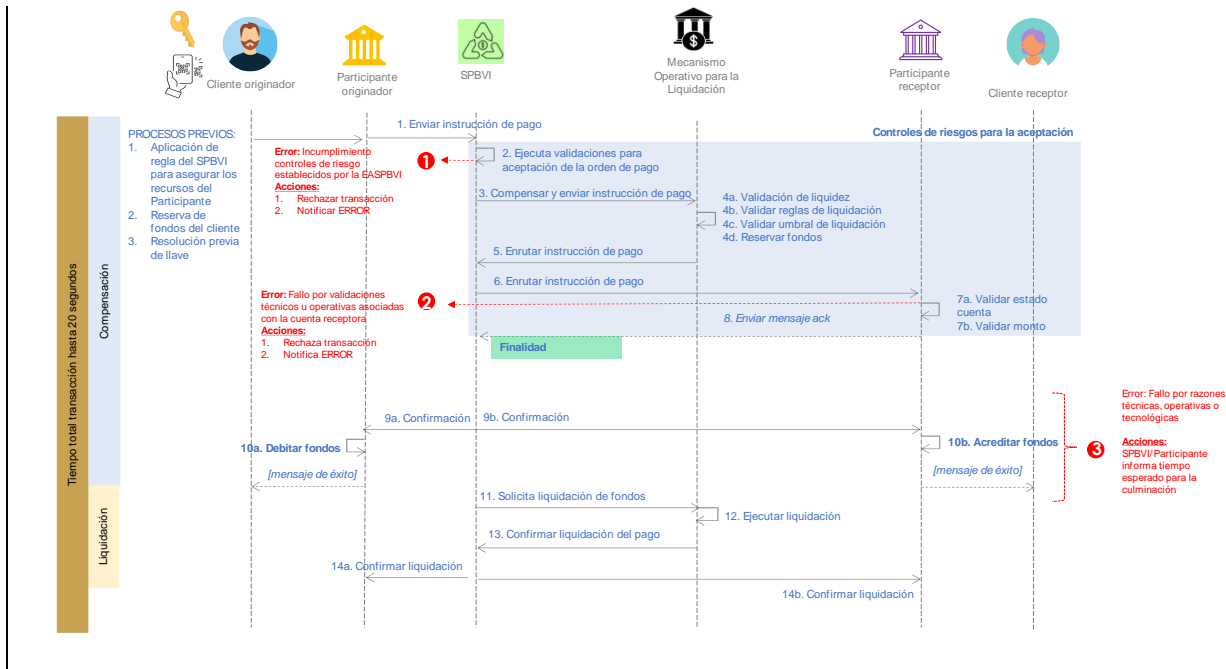 Cliente originador
Participante
originador
SPBVI
Mecanismo
Operativo para la
Liquidación
Participante
receptor
Cliente receptor
Tiempo total transacción hasta 20 segundos
Compensación
Liquidación
PROCESOS PREVIOS:
1. Aplicación de
regla del SPBVI
para asegurar los
recursos del
Participante
2. Reserva de
fondos del cliente
3. Resolución previa
de llave
1. Enviar instrucción de pago
Controles de riesgos para la aceptación
Error: Incumplimiento
controles de riesgo
establecidos por la EASPBVI
Acciones:
1. Rechazar transacción
2. Notificar ERROR
1
2. Ejecuta validaciones para
aceptación de la orden de pago
3. Compensar y enviar instrucción de pago
4a. Validación de liquidez
4b. Validar reglas de liquidación
4c. Validar umbral de liquidación
4d. Reservar fondos
5. Enrutar instrucción de pago
6. Enrutar instrucción de pago
Error: Fallo por validaciones
técnicos u operativas asociadas
con la cuenta receptora
Acciones:
1. Rechaza transacción
2. Notifica ERROR
2
7a. Validar estado
cuenta
7b. Validar monto
8. Enviar mensaje ack
Finalidad
9a. Confirmación
9b. Confirmación
10a. Debitar fondos
10b. Acreditar fondos
[mensaje de éxito]
[mensaje de éxito]
3
Error: Fallo por razones
técnicas, operativas o
tecnológicas
Acciones:
SPBVI/Participante
informa tiempo
esperado para la
culminación
11. Solicita liquidación de fondos
12. Ejecutar liquidación
13. Confirmar liquidación del pago
14a. Confirmar liquidación
14b. Confirmar liquidación